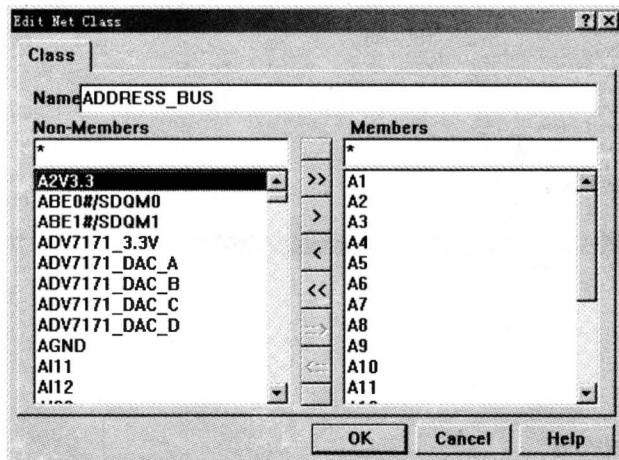 Edit Net Class
Class
Name ADDRESS_BUS
Non-Members
*
A2V3.3
ABE0#/SDQM0
ABE1#/SDQM1
ADV7171_3.3V
ADV7171_DAC_A
ADV7171_DAC_B
ADV7171_DAC_C
ADV7171_DAC_D
AGND
AI11
AI12
>>
>
<
<<
Members
*
A1
A2
A3
A4
A5
A6
A7
A8
A9
A10
A11
OK Cancel Help